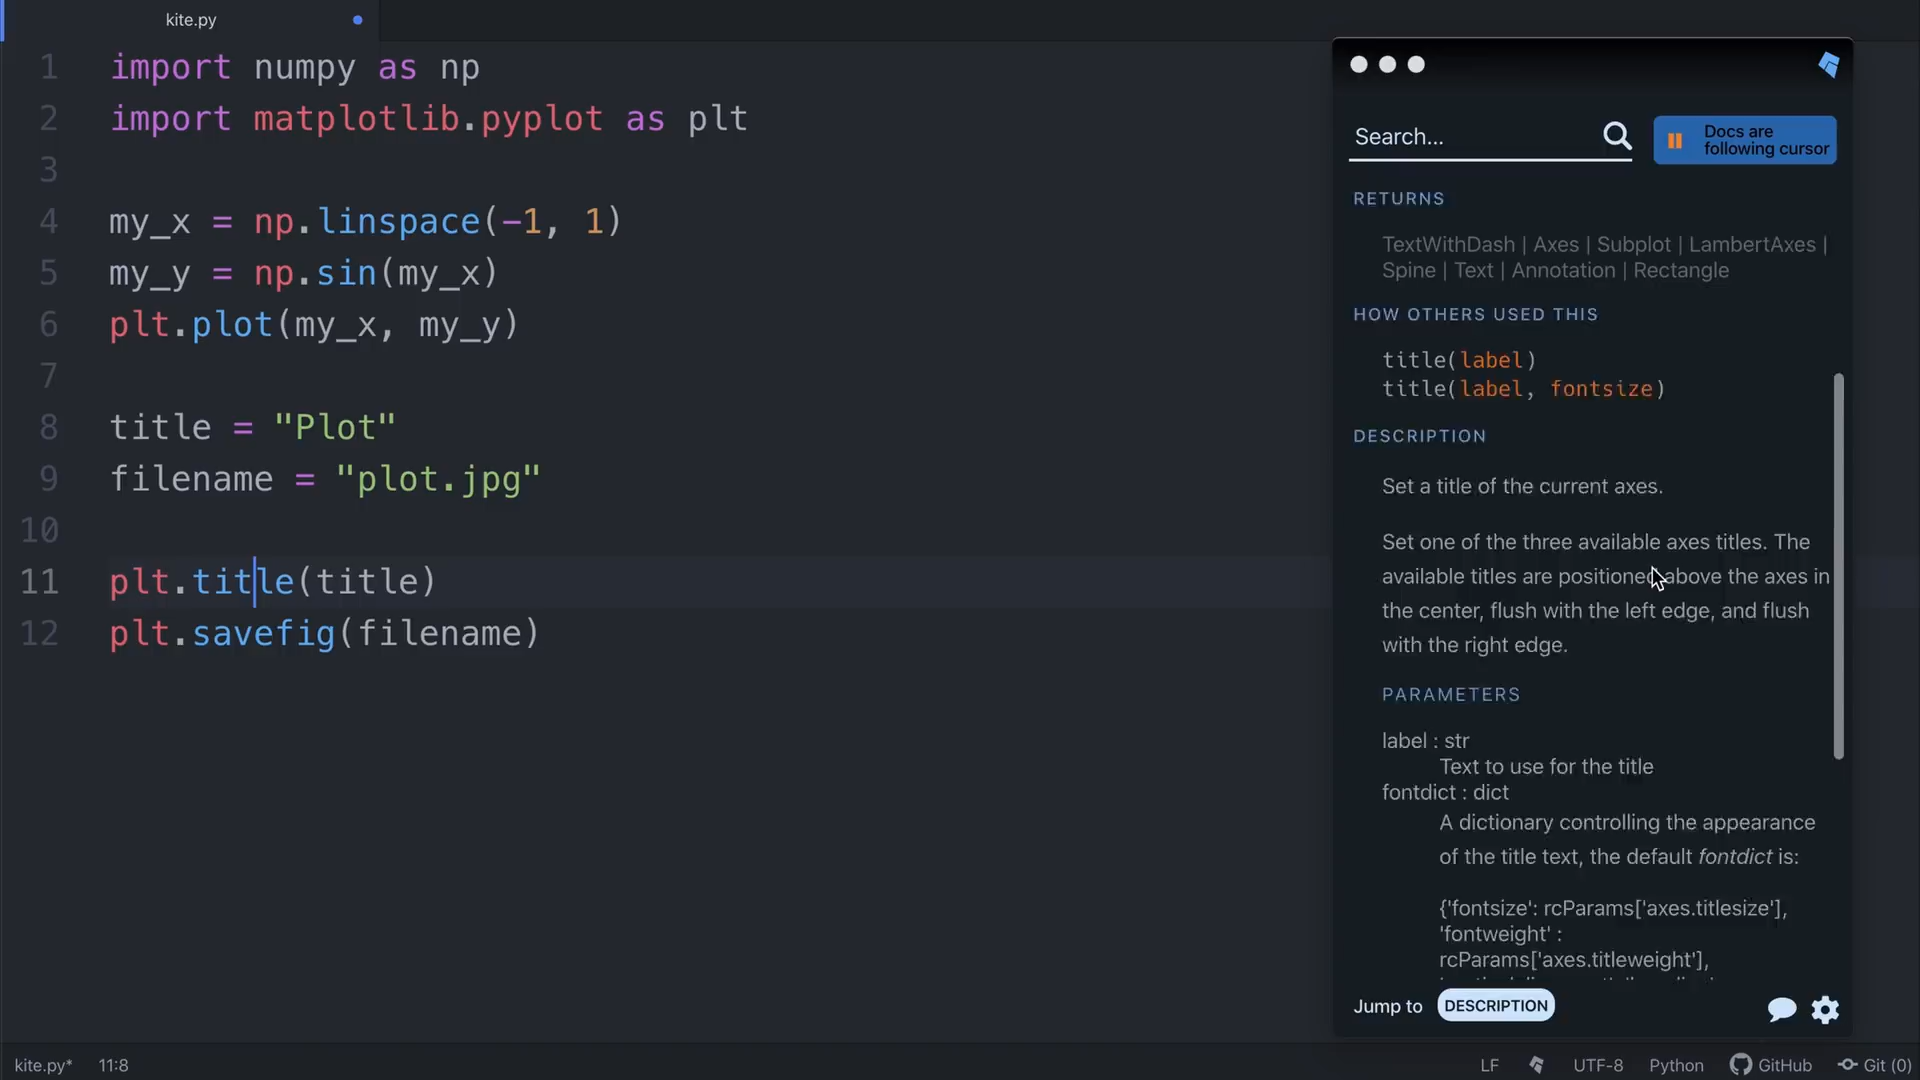 kite.py
1 import numpy as np
2 import matplotlib.pyplot as plt
3
4 my_x = np.linspace(-1, 1)
5 my_y = np.sin(my_x)
6 plt.plot(my_x, my_y)
7
8 title = "Plot"
9 filename = "plot.jpg"
10
11 plt.title(title)
12 plt.savefig(filename)
Search...
Docs are
following cursor
RETURNS
TextWithDash | Axes | Subplot | LambertAxes |
Spine | Text | Annotation | Rectangle
HOW OTHERS USED THIS
title(label)
title(label, fontsize)
DESCRIPTION
Set a title of the current axes.
Set one of the three available axes titles. The
available titles are positioned above the axes in
the center, flush with the left edge, and flush
with the right edge.
PARAMETERS
label : str
Text to use for the title
fontdict : dict
A dictionary controlling the appearance
of the title text, the default fontdict is:
{'fontsize': rcParams['axes.titlesize'],
'fontweight' :
rcParams['axes.titleweight'],
Jump to DESCRIPTION
kite.py* 11:8 LF UTF-8 Python GitHub Git (0)